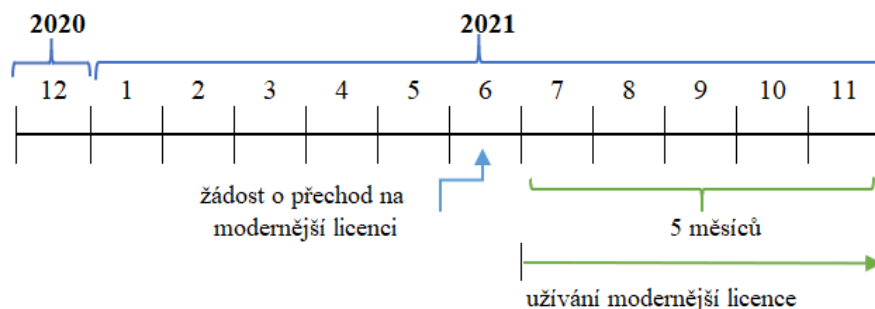 2020 2021
12 1 2 3 4 5 6 7 8 9 10 11
žádost o přechod na
modernější licenci
5 měsíců
užívání modernější licence